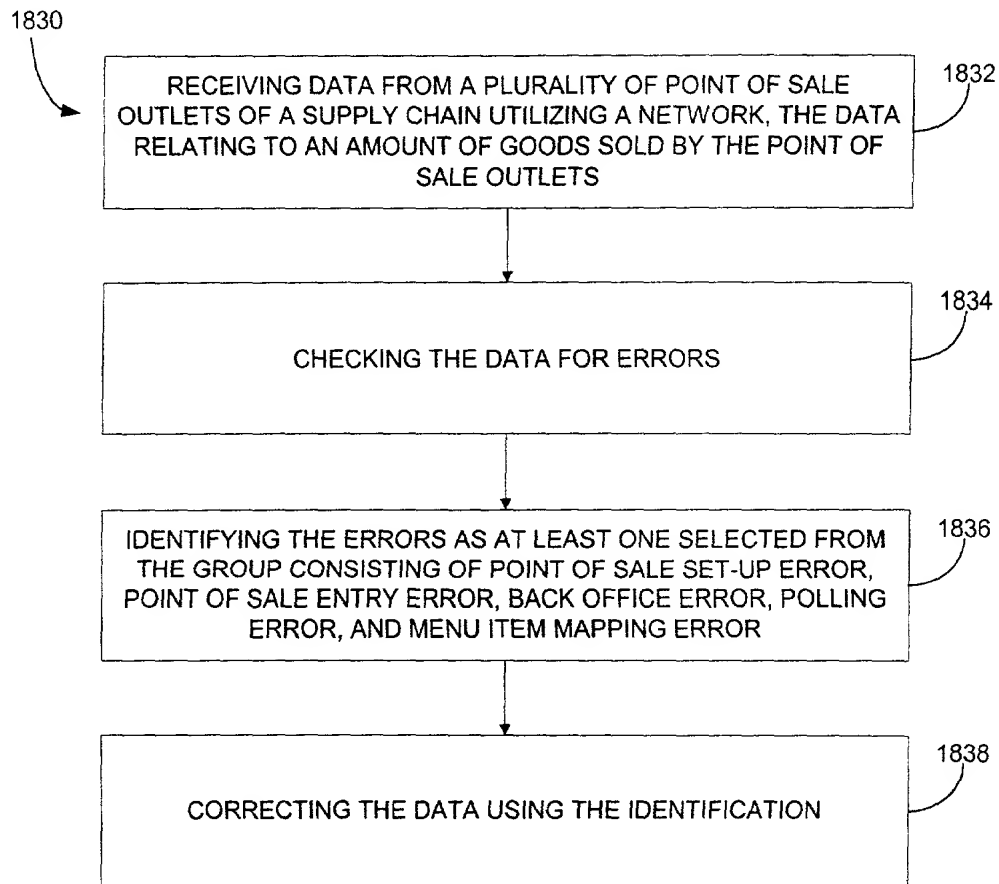 1830
1832
RECEIVING DATA FROM A PLURALITY OF POINT OF SALE
OUTLETS OF A SUPPLY CHAIN UTILIZING A NETWORK, THE DATA
RELATING TO AN AMOUNT OF GOODS SOLD BY THE POINT OF
SALE OUTLETS
1834
CHECKING THE DATA FOR ERRORS
1836
IDENTIFYING THE ERRORS AS AT LEAST ONE SELECTED FROM
THE GROUP CONSISTING OF POINT OF SALE SET-UP ERROR,
POINT OF SALE ENTRY ERROR, BACK OFFICE ERROR, POLLING
ERROR, AND MENU ITEM MAPPING ERROR
1838
CORRECTING THE DATA USING THE IDENTIFICATION